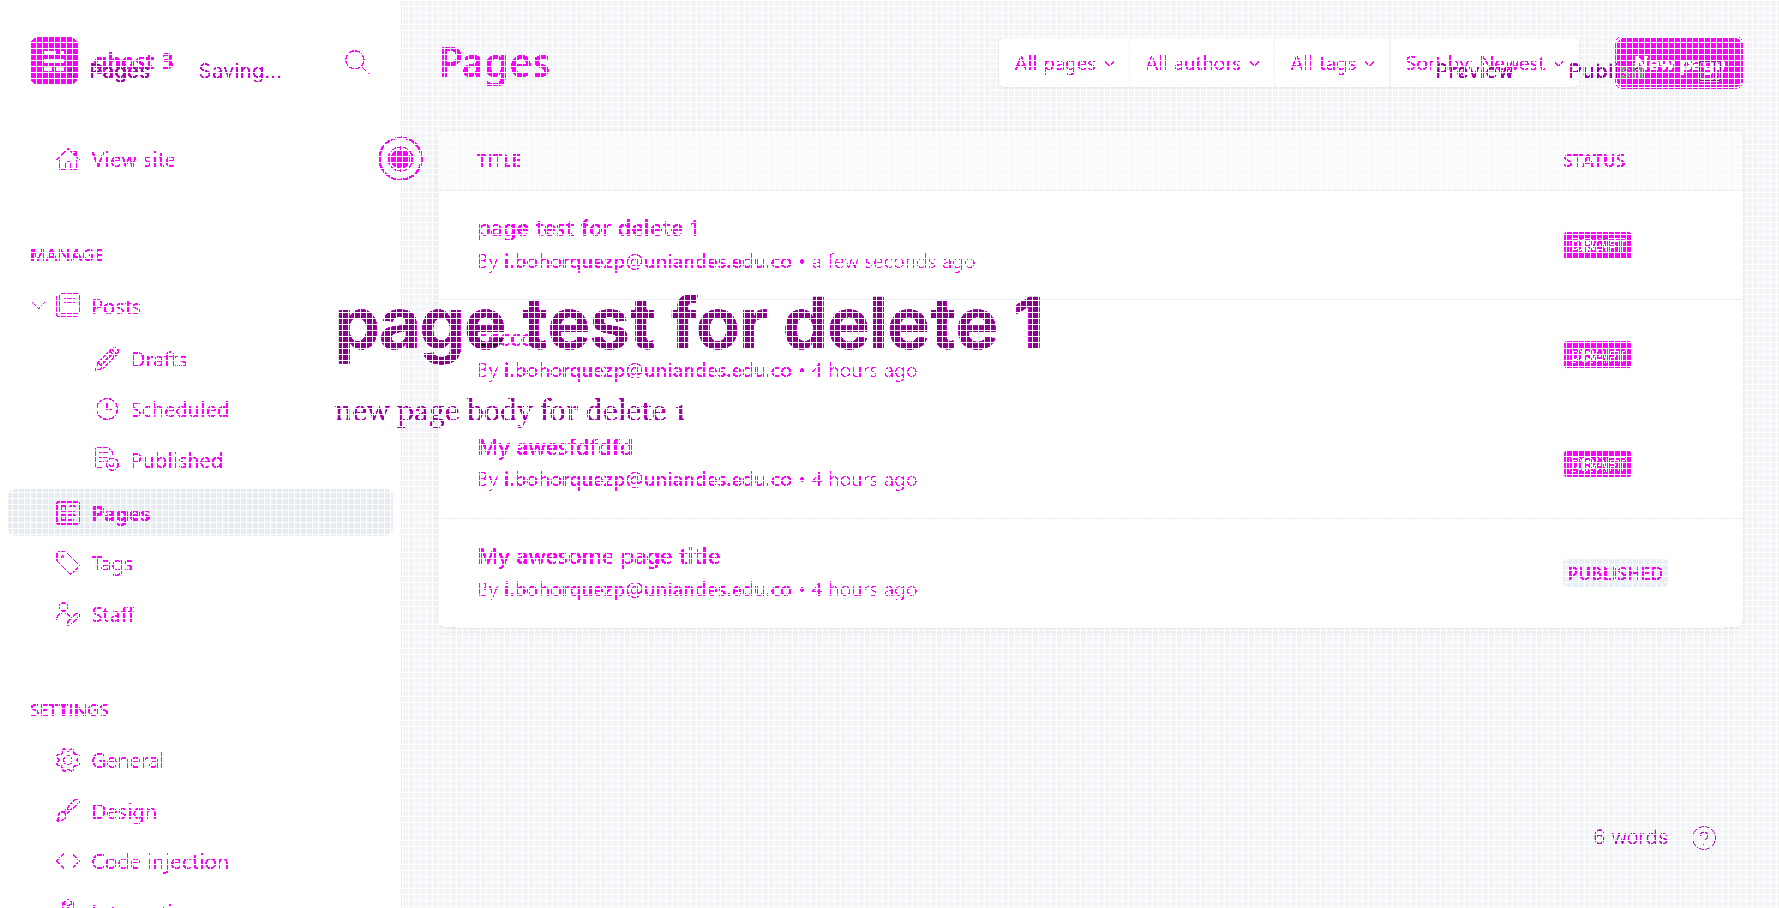 ghost 3
Pages
Saving...
Pages
All pages
All authors
All tags
Sort by: Newest
Preview
New page
View site
TITLE
STATUS
page test for delete 1
By i.bohorquezp@uniandes.edu.co • a few seconds ago
DRAFT
MANAGE
Posts
page test for delete 1
By i.bohorquezp@uniandes.edu.co • 4 hours ago
DRAFT
Drafts
new page body for delete 1
Scheduled
My awesfdfdfd
By i.bohorquezp@uniandes.edu.co • 4 hours ago
DRAFT
Published
Pages
My awesome page title
By i.bohorquezp@uniandes.edu.co • 4 hours ago
PUBLISHED
Tags
Staff
SETTINGS
General
Design
6 words
Code injection